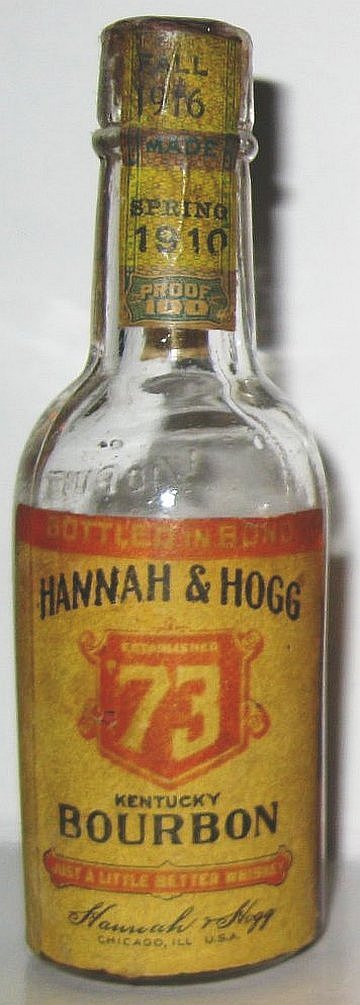 FALL
1916
MADE
SPRING
1910
PROOF
100
BOTTLED IN BOND
HANNAH & HOGG
ESTABLISHED
'73
KENTUCKY
BOURBON
JUST A LITTLE BETTER WHISKEY
Hannah & Hogg
CHICAGO, ILL U.S.A.